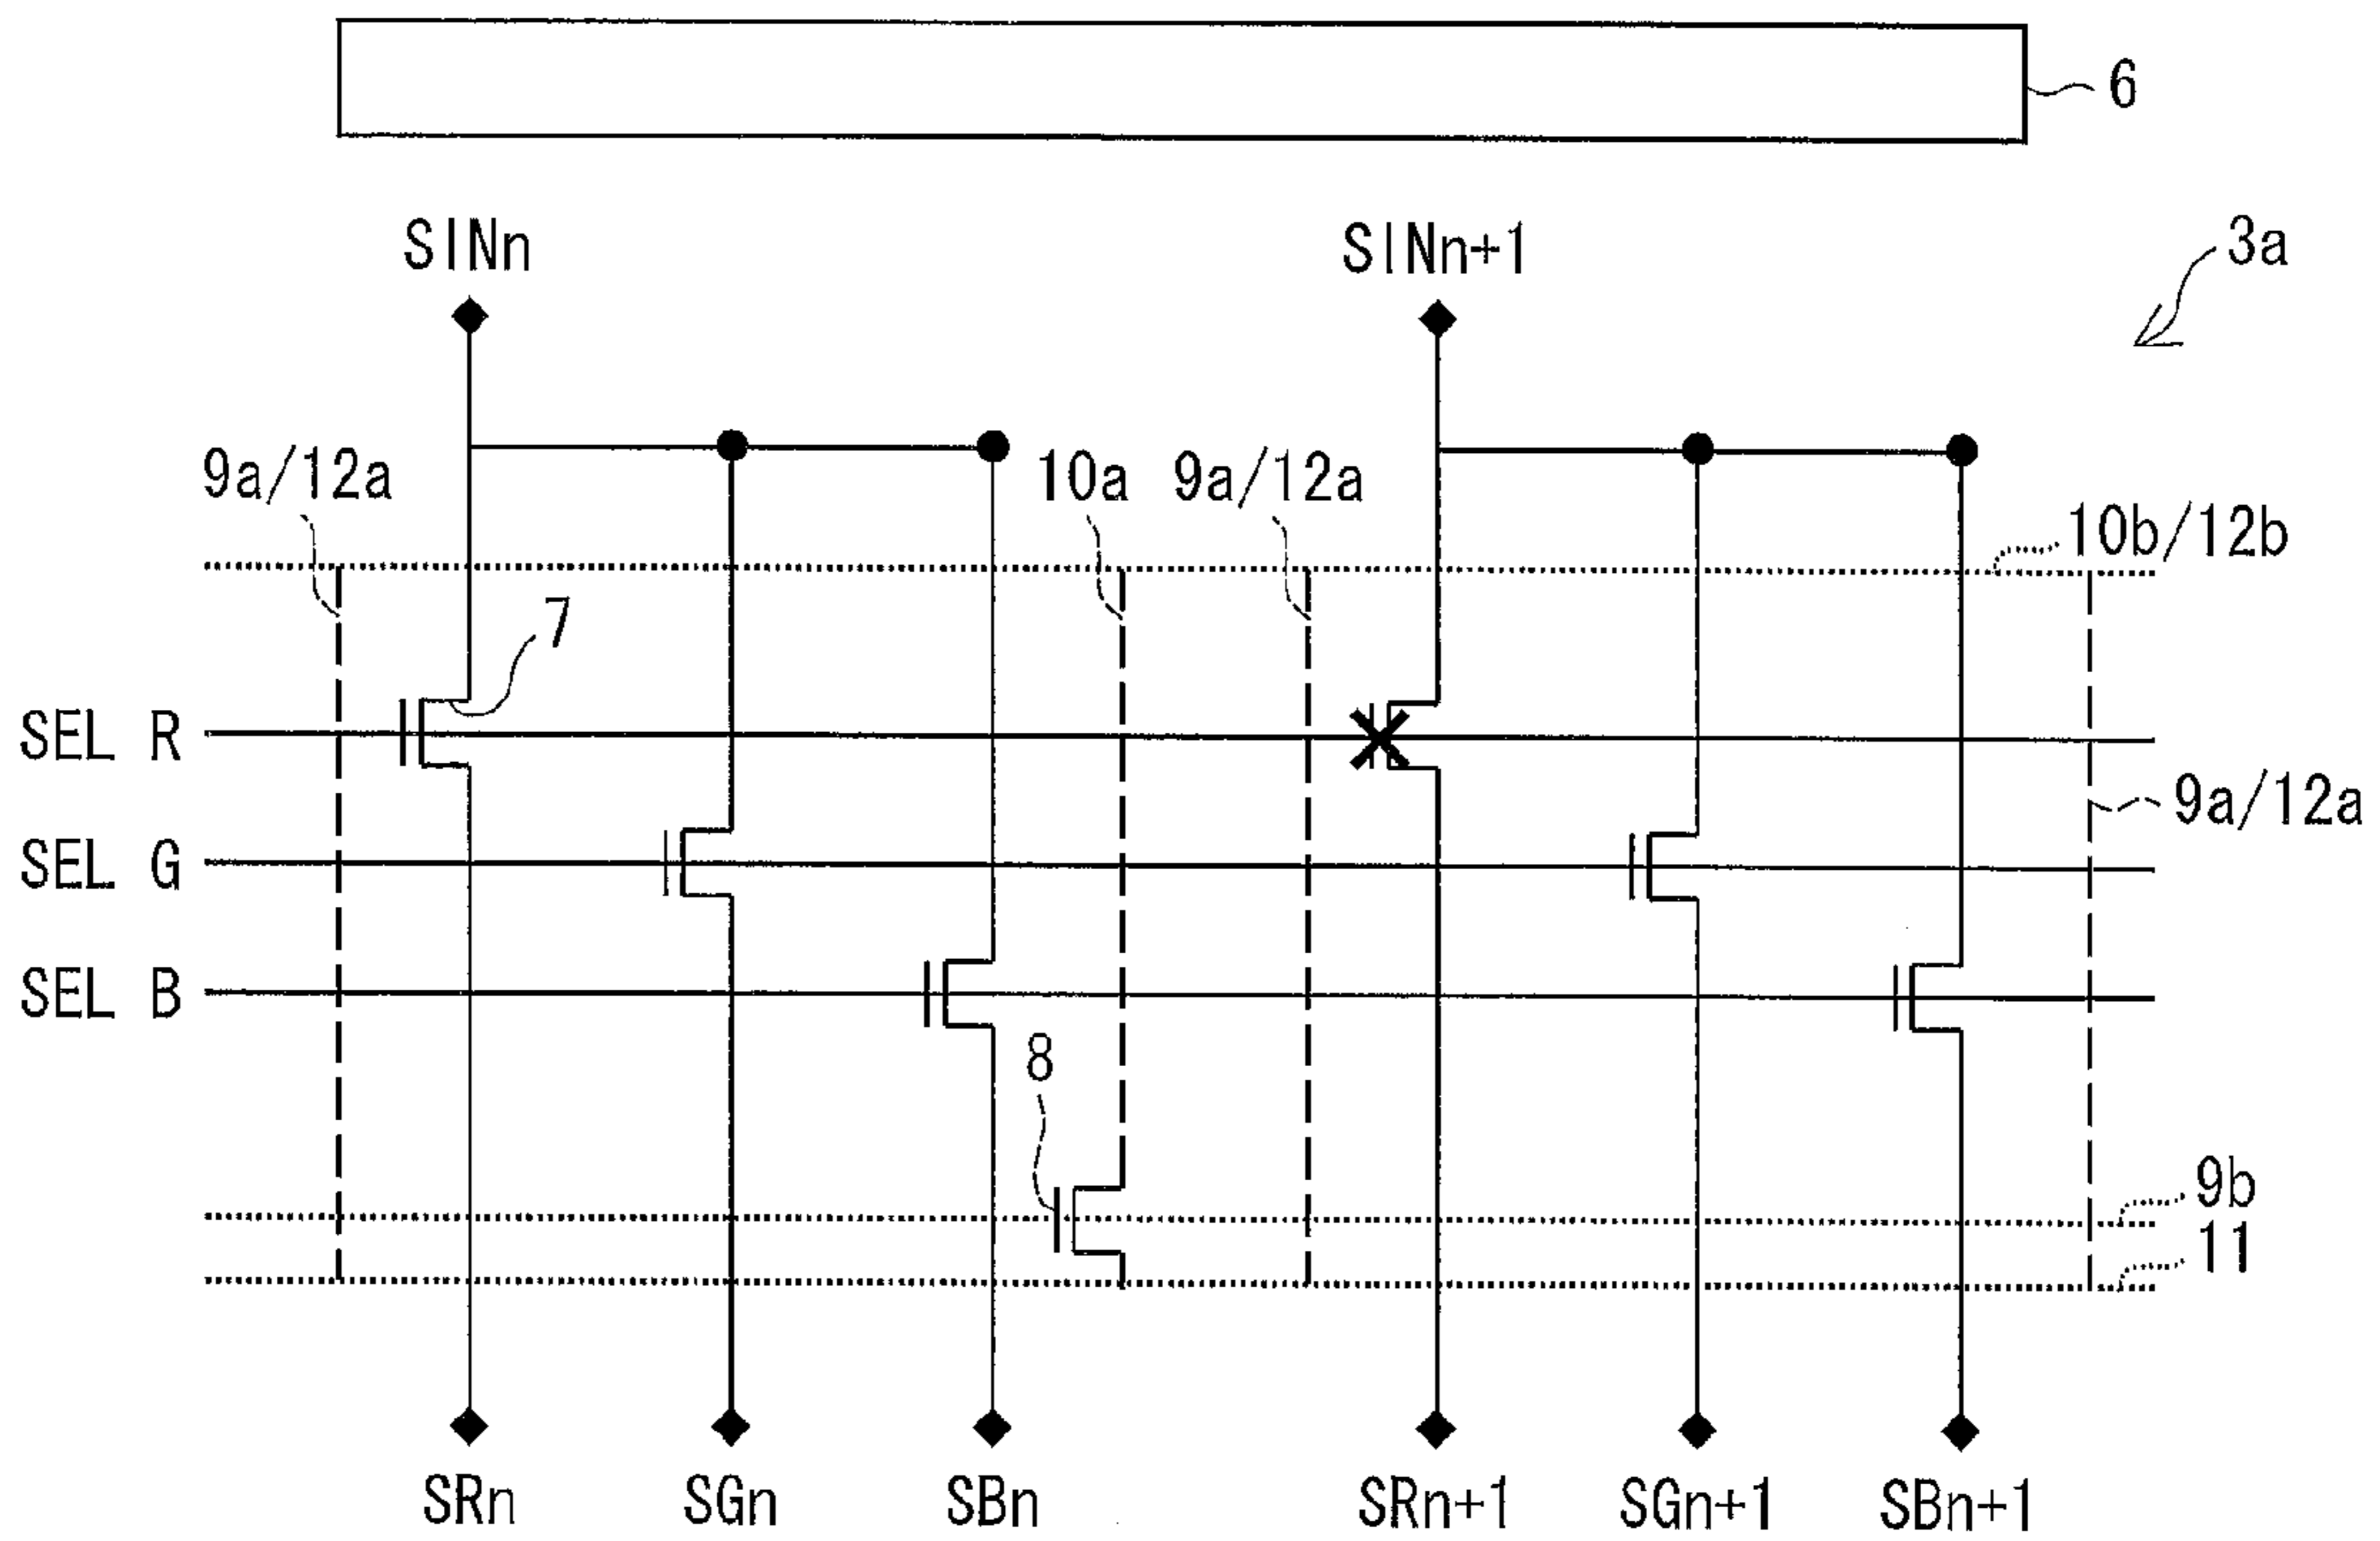 6
SINn SINn+1 3a
9a/12a 10a 9a/12a 10b/12b
7
SEL R
9a/12a
SEL G
SEL B
8
9b
11
SRn SGn SBn SRn+1 SGn+1 SBn+1